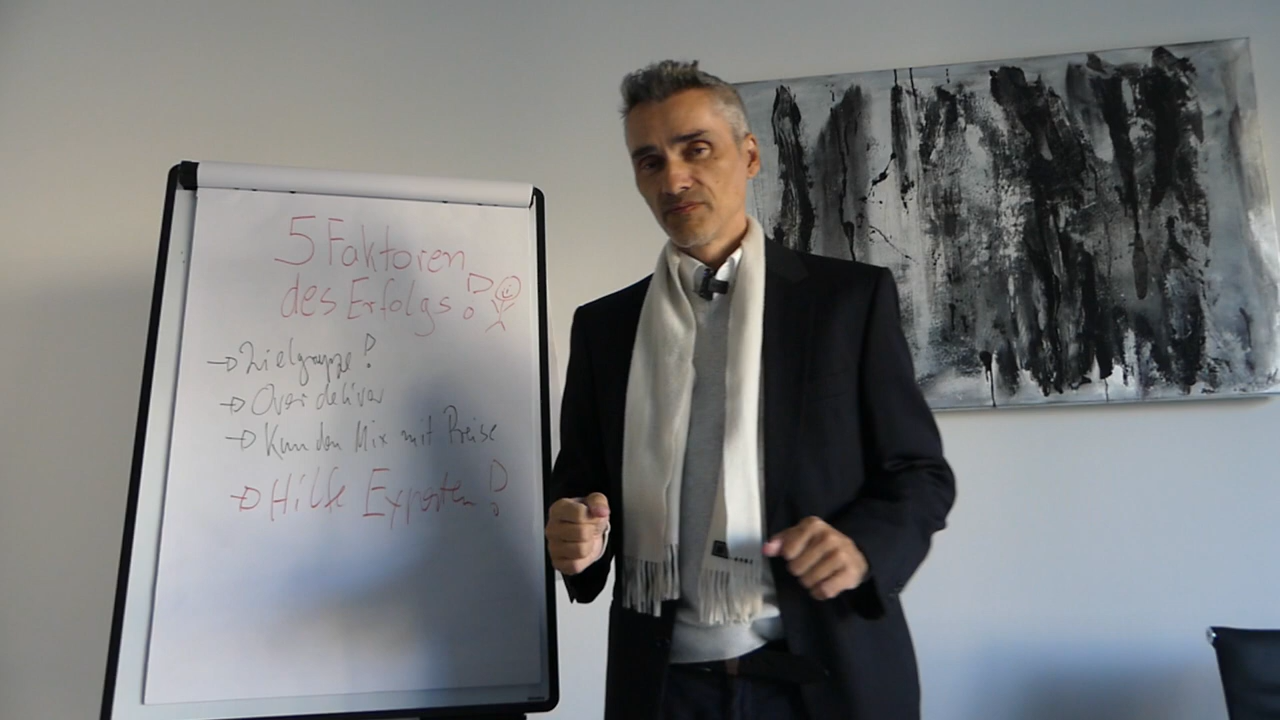 5 Faktoren
des Erfolgs!
→ Zielgruppe!
→ Over deliver
→ Kunden Mix mit Preise
→ Hilfe Experten!